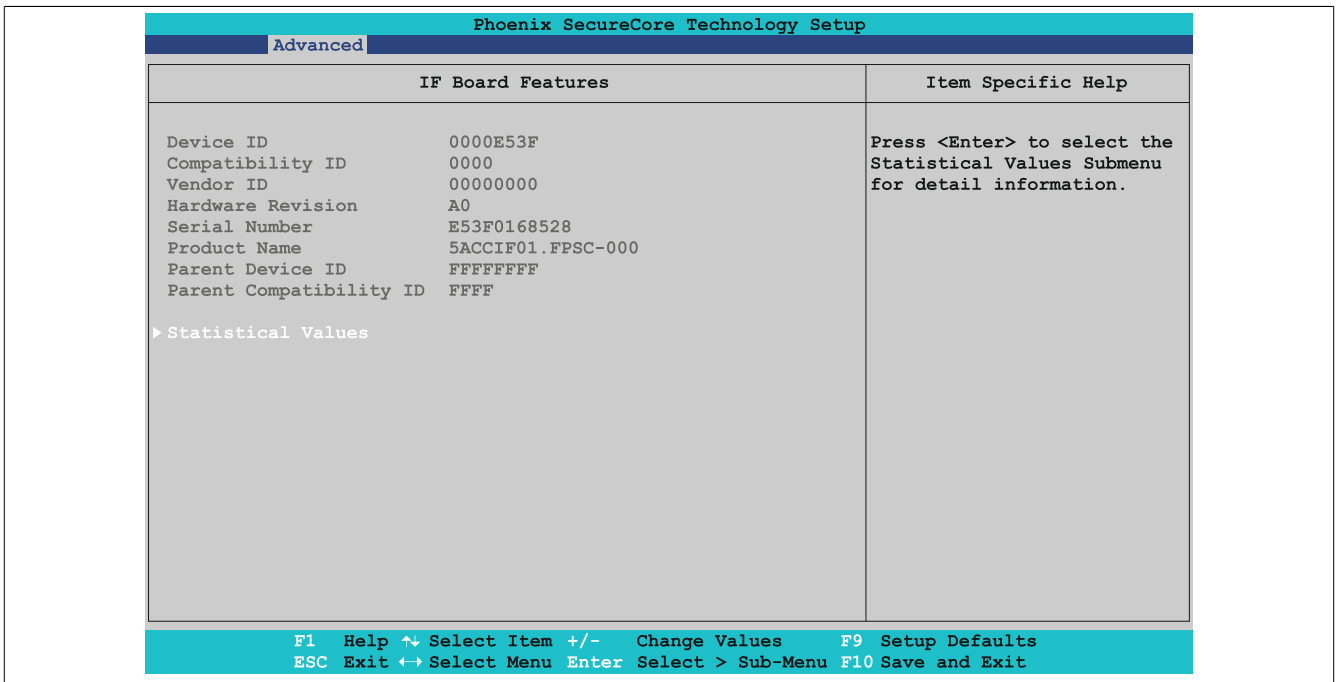 Phoenix SecureCore Technology Setup
Advanced
IF Board Features
Item Specific Help
Device ID 0000E53F
Compatibility ID 0000
Vendor ID 00000000
Hardware Revision A0
Serial Number E53F0168528
Product Name 5ACCIF01.FPSC-000
Parent Device ID FFFFFFFF
Parent Compatibility ID FFFF
Statistical Values
Press <Enter> to select the
Statistical Values Submenu
for detail information.
F1 Help Select Item +/- Change Values F9 Setup Defaults
ESC Exit Select Menu Enter Select > Sub-Menu F10 Save and Exit